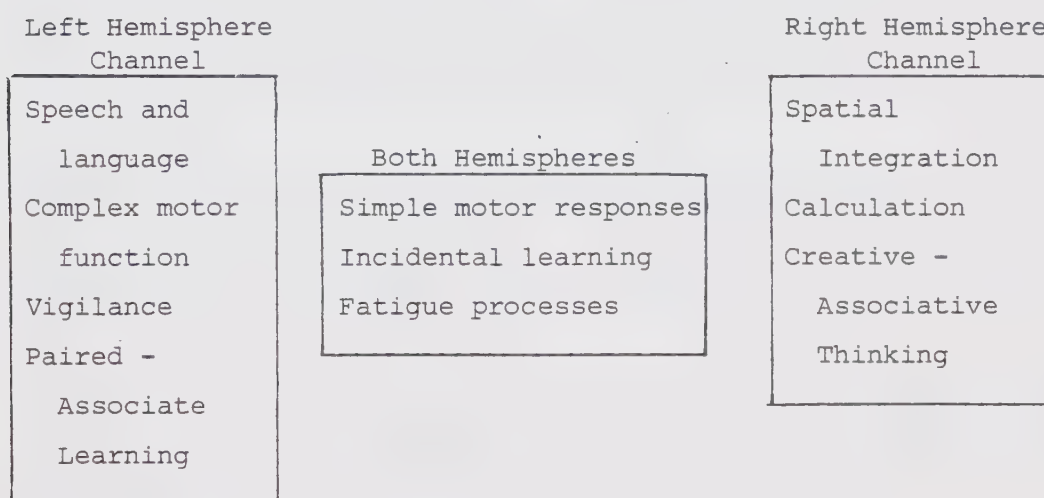 Left Hemisphere
Channel
Speech and
language
Complex motor
function
Vigilance
Paired -
Associate
Learning
Both Hemispheres
Simple motor responses
Incidental learning
Fatigue processes
Right Hemisphere
Channel
Spatial
Integration
Calculation
Creative -
Associative
Thinking